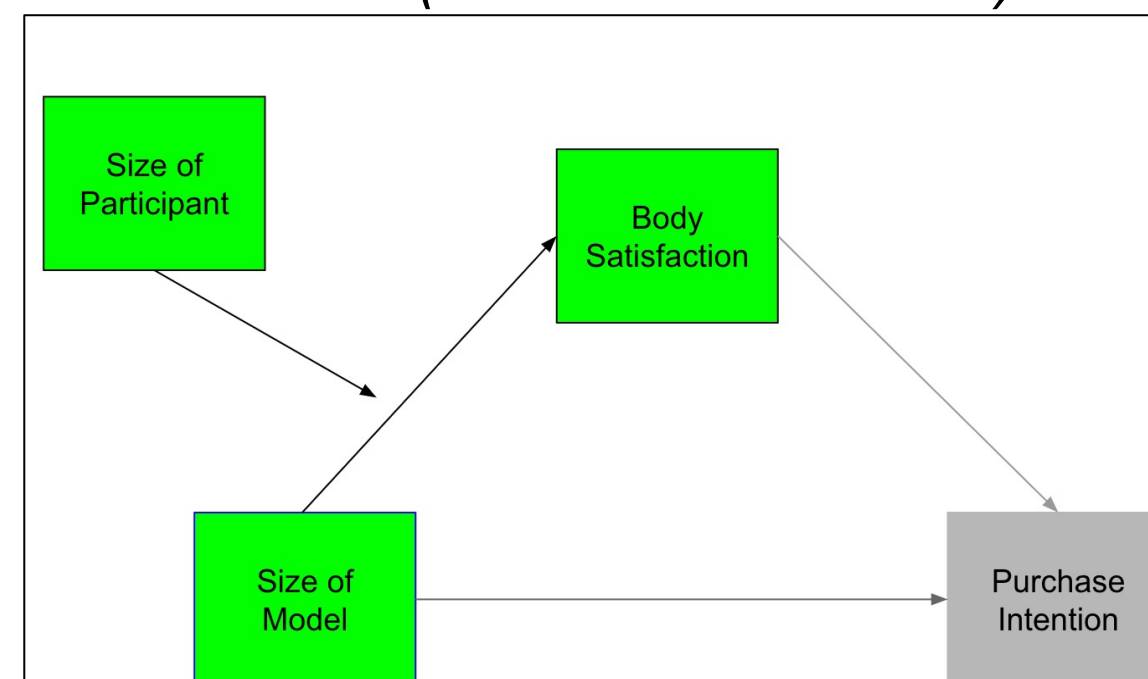 Size of
Participant
Body
Satisfaction
Size of
Model
Purchase
Intention